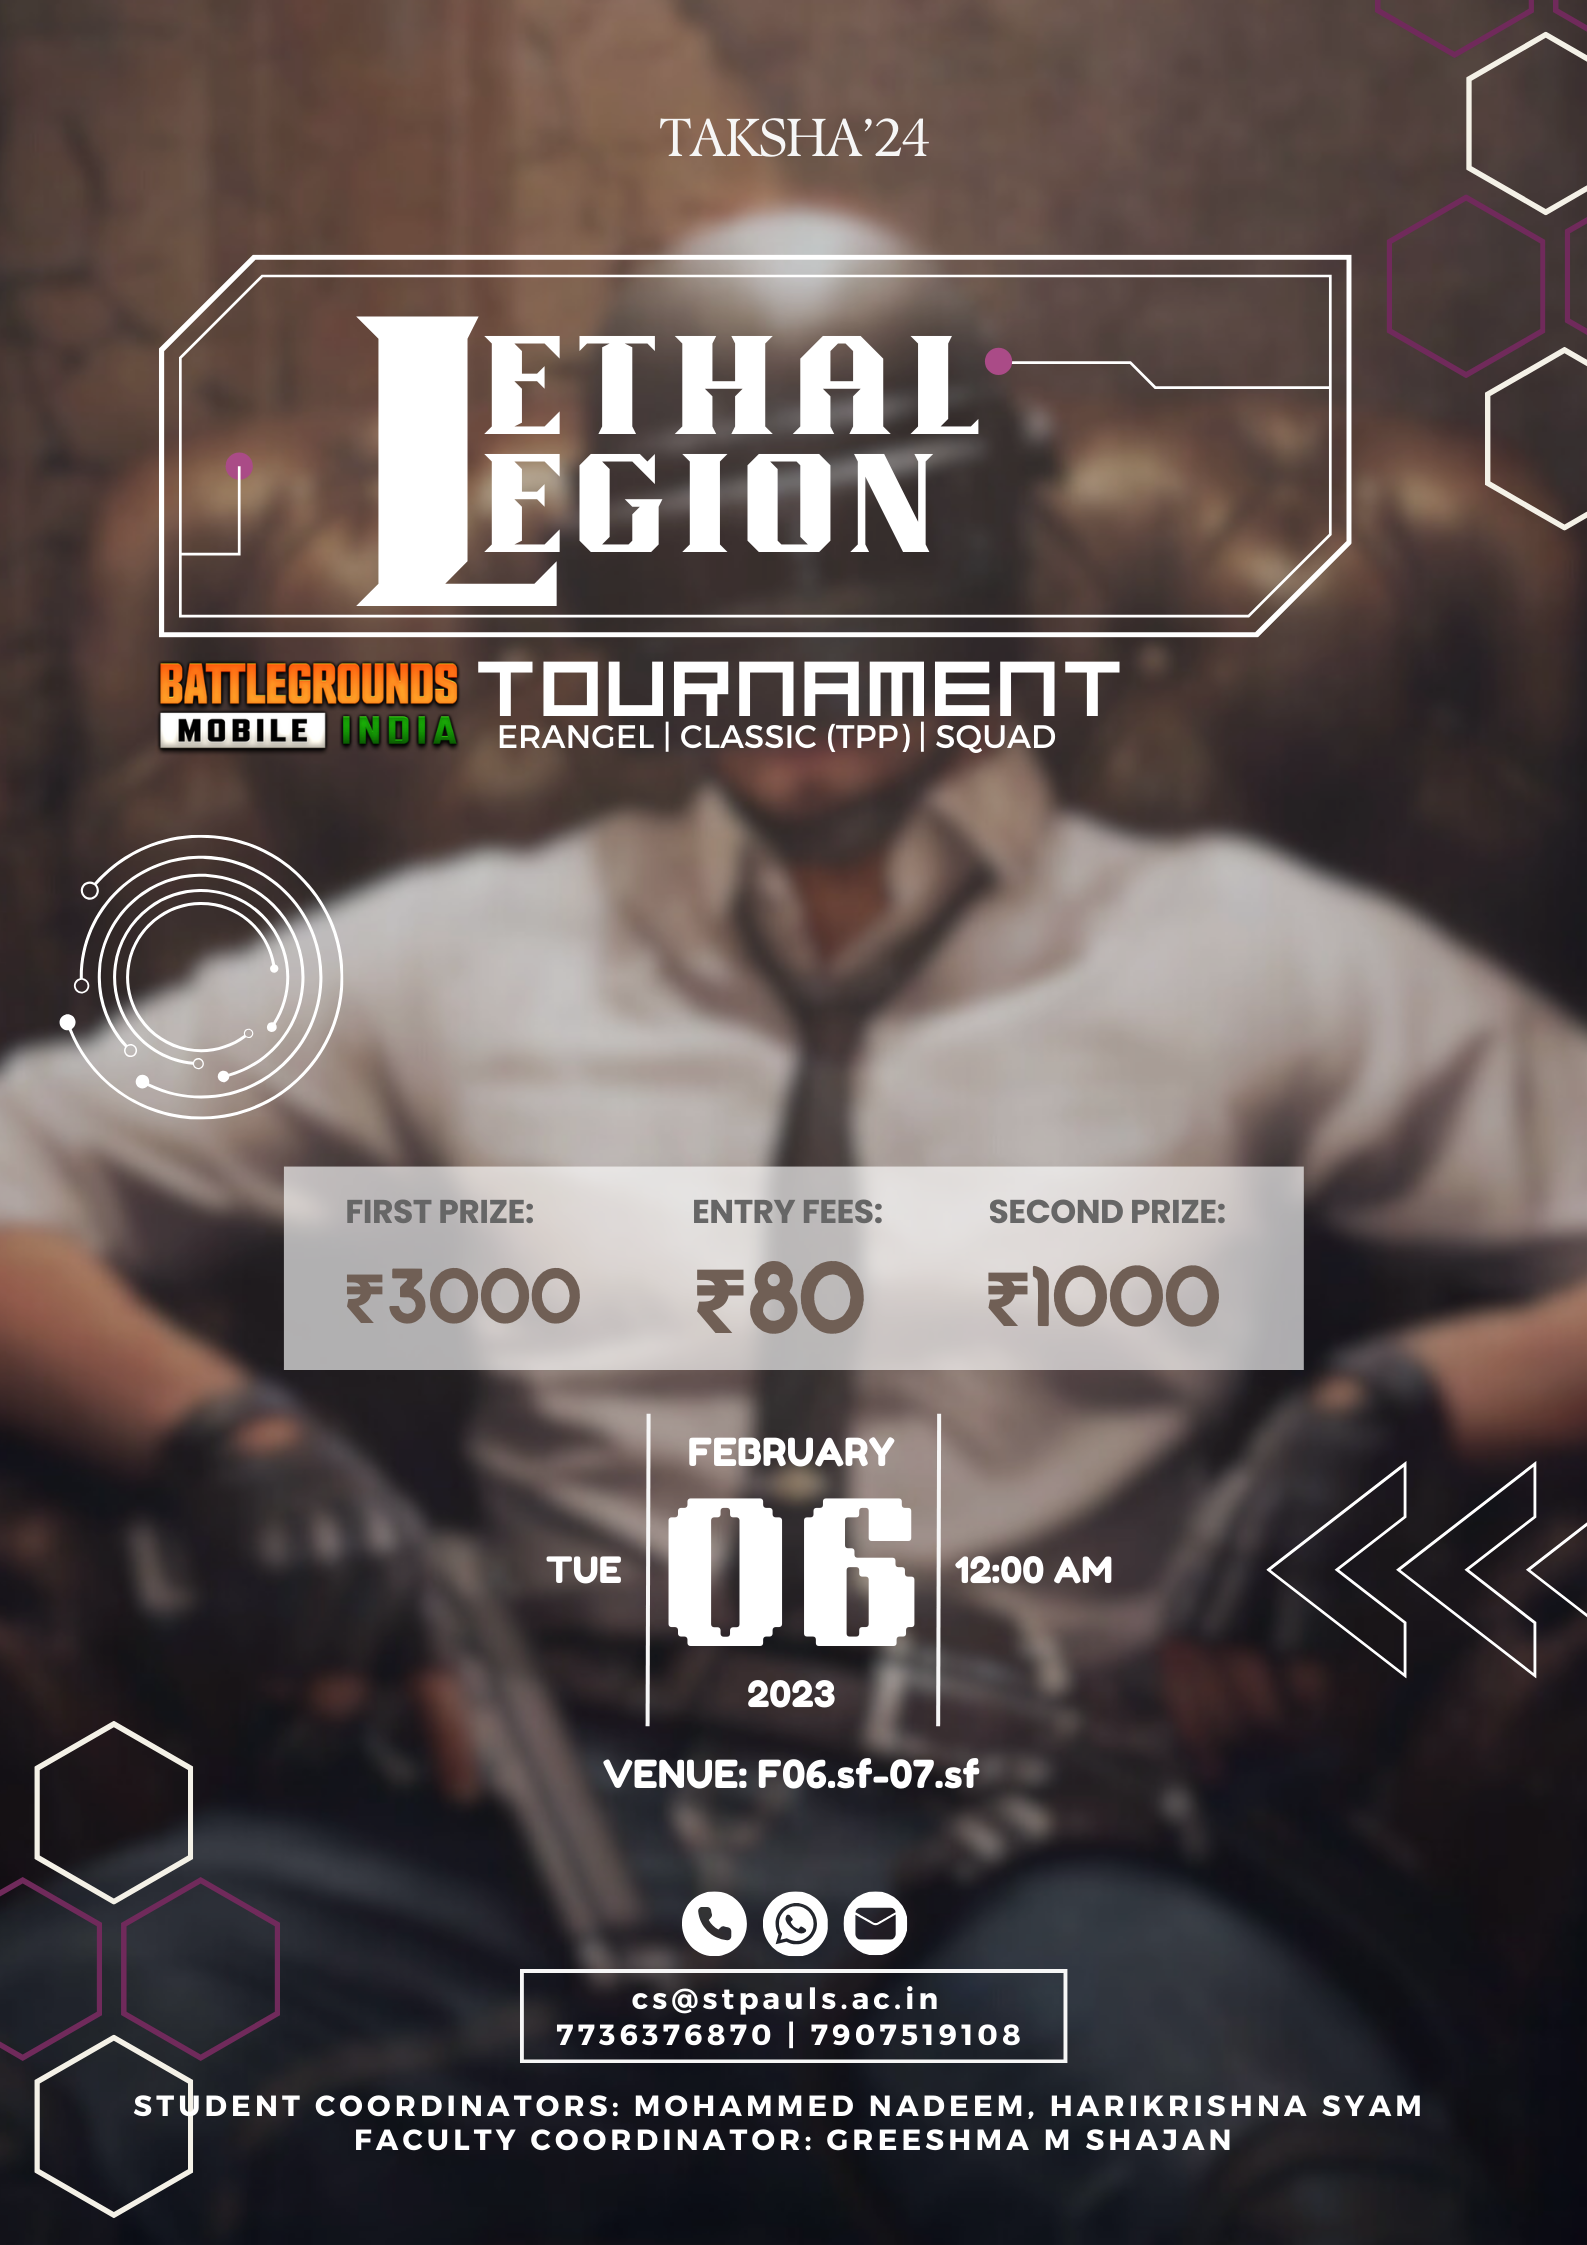 TAKSHA'24
LETHAL
LEGION
BATTLEGROUNDS
MOBILE INDIA
TOURNAMENT
ERANGEL | CLASSIC (TPP) | SQUAD
FIRST PRIZE: ENTRY FEES: SECOND PRIZE:
₹3000 ₹80 ₹1000
FEBRUARY
TUE 06 12:00 AM
2023
VENUE: F06.sf-07.sf
cs@stpauls.ac.in
7736376870 | 7907519108
STUDENT COORDINATORS: MOHAMMED NADEEM, HARIKRISHNA SYAM
FACULTY COORDINATOR: GREESHMA M SHAJAN